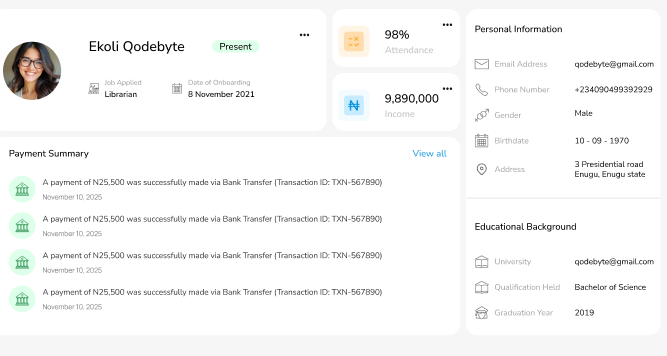 Ekoli Qodebyte
Present
Job Applied
Librarian
Date of Onboarding
8 November 2021
98%
Attendance
₦
9,890,000
Income
Payment Summary
View all
A payment of N25,500 was successfully made via Bank Transfer (Transaction ID: TXN-567890)
November 10, 2025
A payment of N25,500 was successfully made via Bank Transfer (Transaction ID: TXN-567890)
November 10, 2025
A payment of N25,500 was successfully made via Bank Transfer (Transaction ID: TXN-567890)
November 10, 2025
A payment of N25,500 was successfully made via Bank Transfer (Transaction ID: TXN-567890)
November 10, 2025
Personal Information
Email Address qodebyte@gmail.com
Phone Number +234090499392929
Gender Male
Birthdate 10 - 09 - 1970
Address 3 Presidential road
Enugu, Enugu state
Educational Background
University qodebyte@gmail.com
Qualification Held Bachelor of Science
Graduation Year 2019